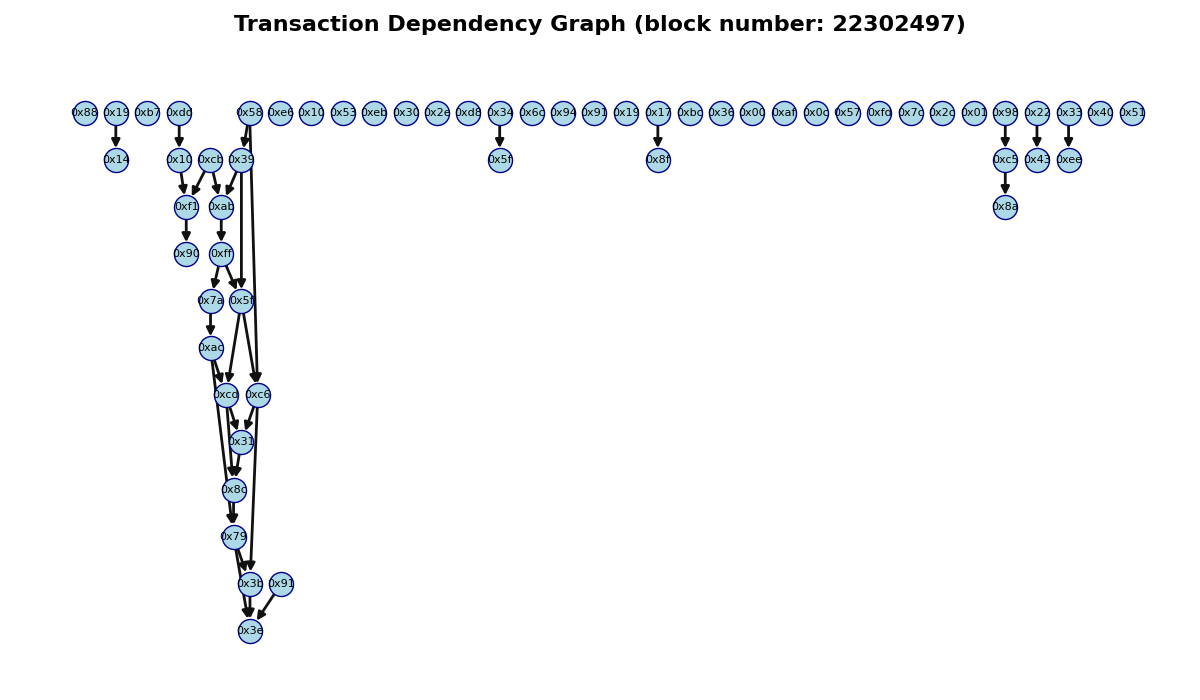 Transaction Dependency Graph (block number: 22302497)
0x88 0x19 0xb7 0xdd 0x58 0xe6 0x10 0x53 0xeb 0x30 0x2e 0xd8 0x34 0x6c 0x94 0x91 0x19 0x17 0xbc 0x36 0x00 0xaf 0x0c 0x57 0xfd 0x7c 0x2c 0x01 0x98 0x22 0x33 0x40 0x51
0x14 0x10 0xcb 0x39 0x5f 0x8f 0xc5 0x43 0xee
0xf1 0xab 0x8a
0x90 0xff
0x7a 0x5f
0xac
0xcd 0xc6
0x31
0x8c
0x79
0x3b 0x91
0x3e